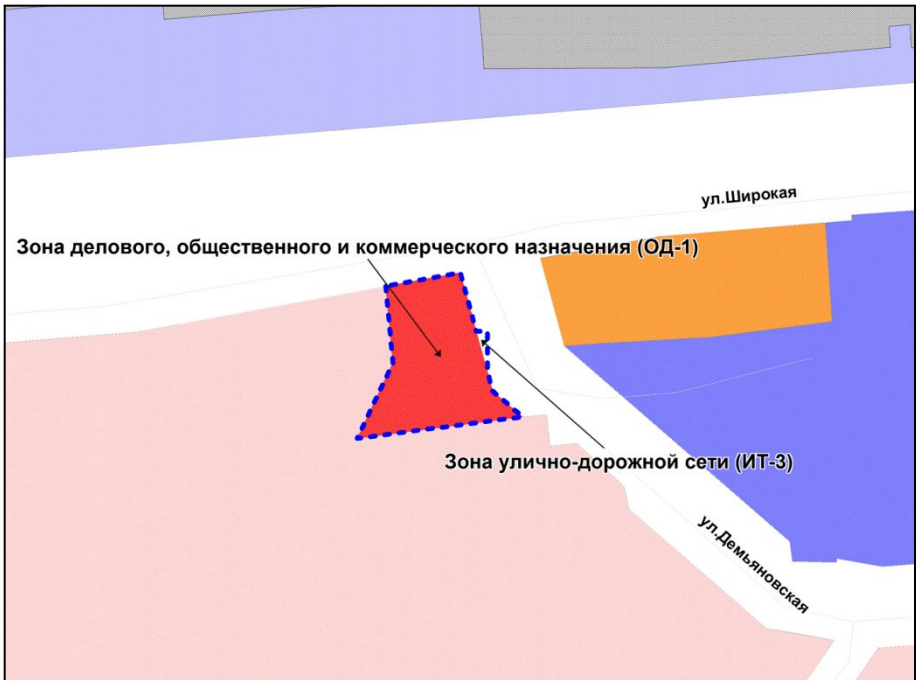 ул.Широкая
Зона делового, общественного и коммерческого назначения (ОД-1)
Зона улично-дорожной сети (ИТ-3)
ул.Демьяновская